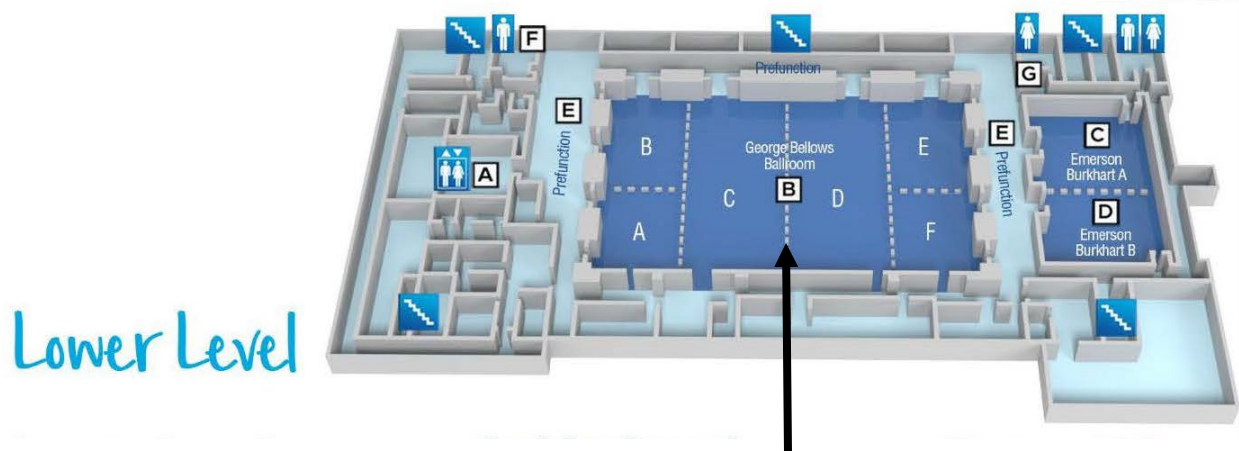 F
G
Prefunction
E
Prefunction
B
C
George Bellows
Ballroom
B
D
E
E
Prefunction
C
Emerson
Burkhart A
A
A
F
D
Emerson
Burkhart B
Lower Level